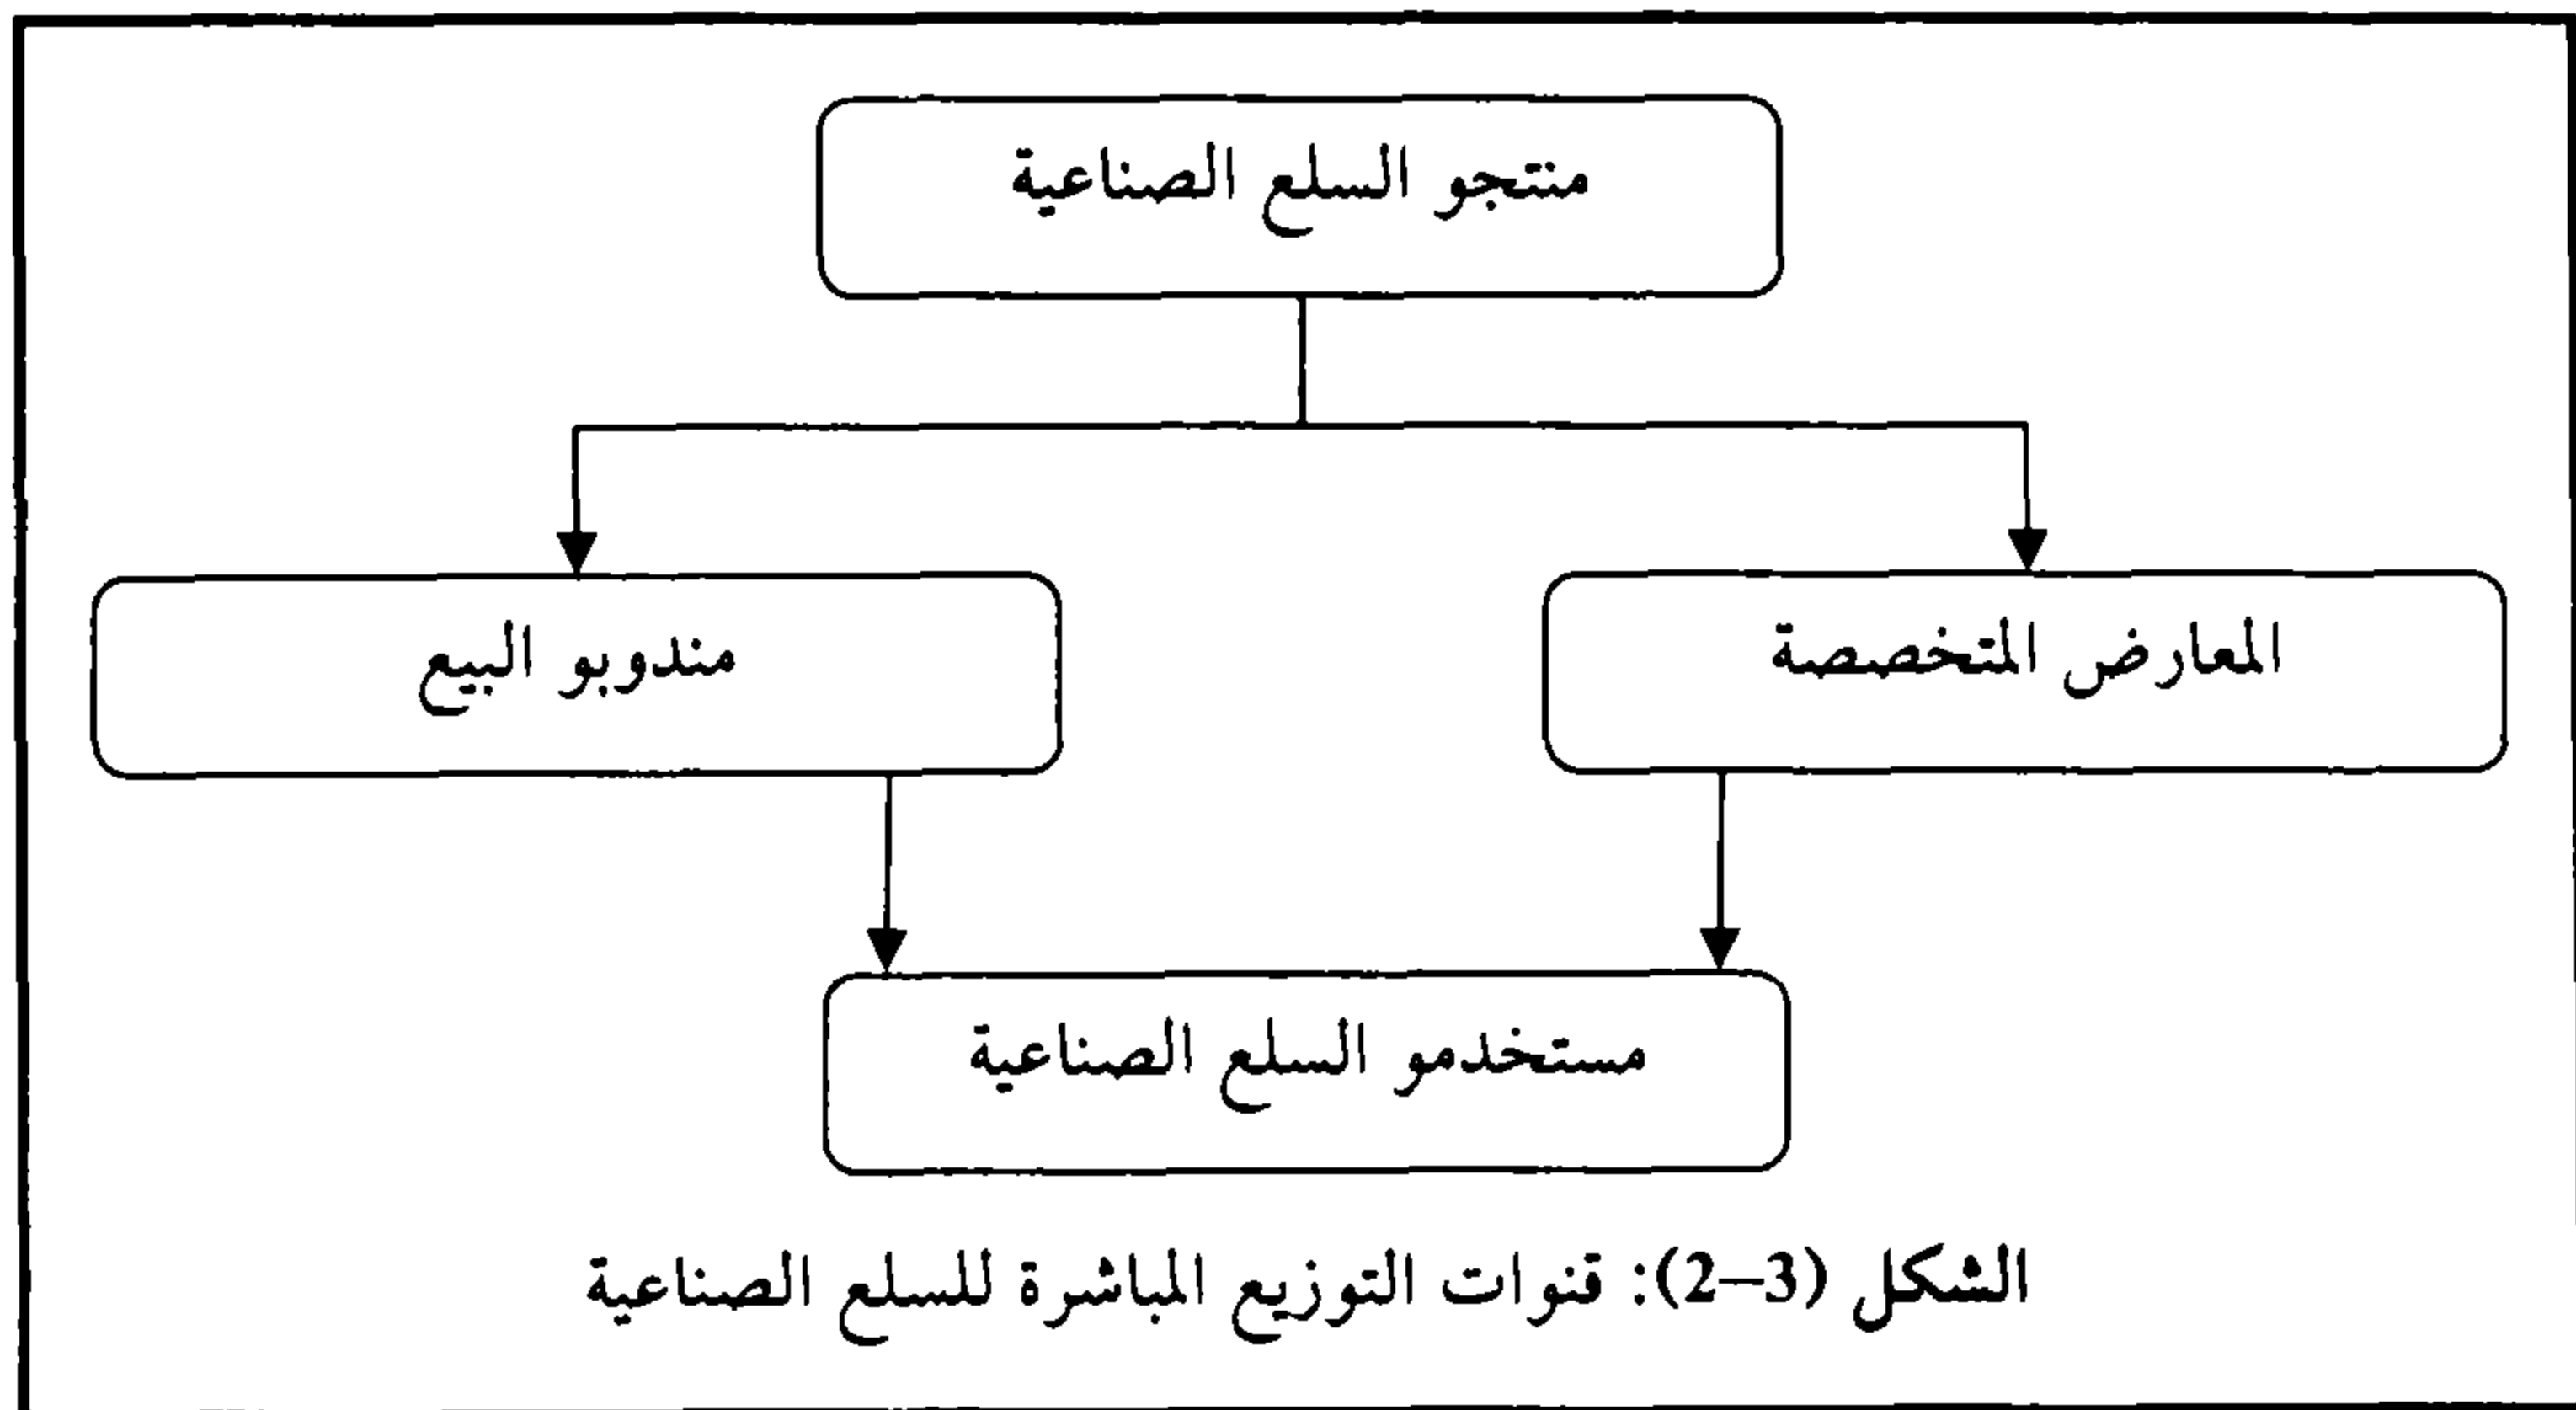 منتجو السلع الصناعية
المعارض المتخصصة
مندوبو البيع
مستخدمو السلع الصناعية
الشكل (3–2): قنوات التوزيع المباشرة للسلع الصناعية